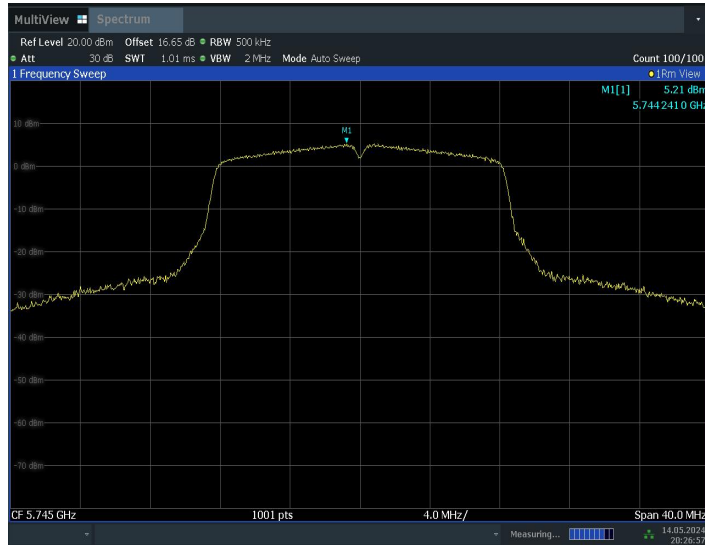 MultiView Spectrum
Ref Level 20.00 dBm Offset 16.65 dB RBW 500 kHz
Att 30 dB SWT 1.01 ms VBW 2 MHz Mode Auto Sweep Count 100/100
1 Frequency Sweep 1Rm View
M1[1] 5.21 dBm
5.7442410 GHz
10 dBm
M1
0 dBm
-10 dBm
-20 dBm
-30 dBm
-40 dBm
-50 dBm
-60 dBm
-70 dBm
CF 5.745 GHz 1001 pts 4.0 MHz/ Span 40.0 MHz
Measuring... 14.05.2024
20:26:57